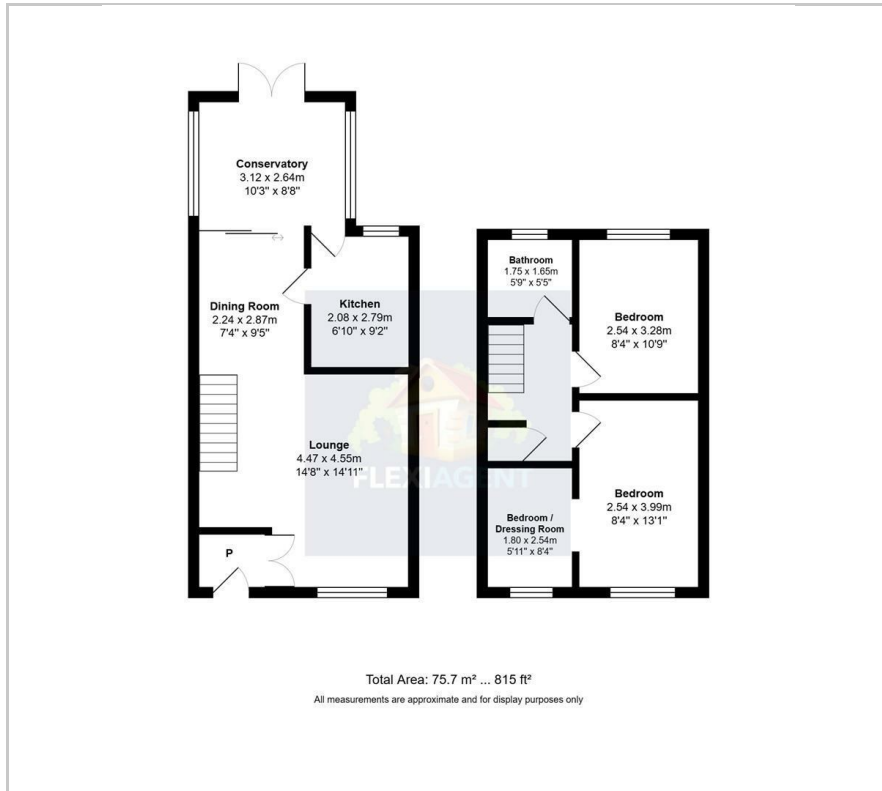 Conservatory
3.12 x 2.64m
10'3" x 8'8"
Dining Room
2.24 x 2.87m
7'4" x 9'5"
Kitchen
2.08 x 2.79m
6'10" x 9'2"
Lounge
4.47 x 4.55m
14'8" x 14'11"
P
Bathroom
1.75 x 1.65m
5'9" x 5'5"
Bedroom
2.54 x 3.28m
8'4" x 10'9"
Bedroom
2.54 x 3.99m
8'4" x 13'1"
Bedroom /
Dressing Room
1.80 x 2.54m
5'11" x 8'4"
FLEXIAGENT
Total Area: 75.7 m² ... 815 ft²
All measurements are approximate and for display purposes only